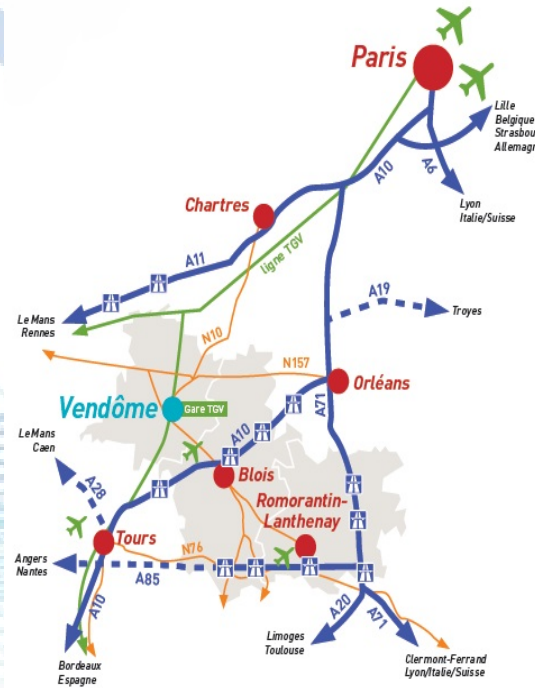 Paris
Lille
Belgique
Strasbou
Allemagn
A10
A6
Lyon
Italie/Suisse
Chartres
A11
ligne TGV
A19
Troyes
Le Mans
Rennes
N10
N157
Orléans
Vendôme
Gare TGV
A71
A10
Le Mans
Caen
A28
Blois
Romorantin-
Lanthenay
Tours
N76
Angers
Nantes
A85
A10
A20
A71
Limoges
Toulouse
Bordeaux
Espagne
Clermont-Ferrand
Lyon/Italie/Suisse